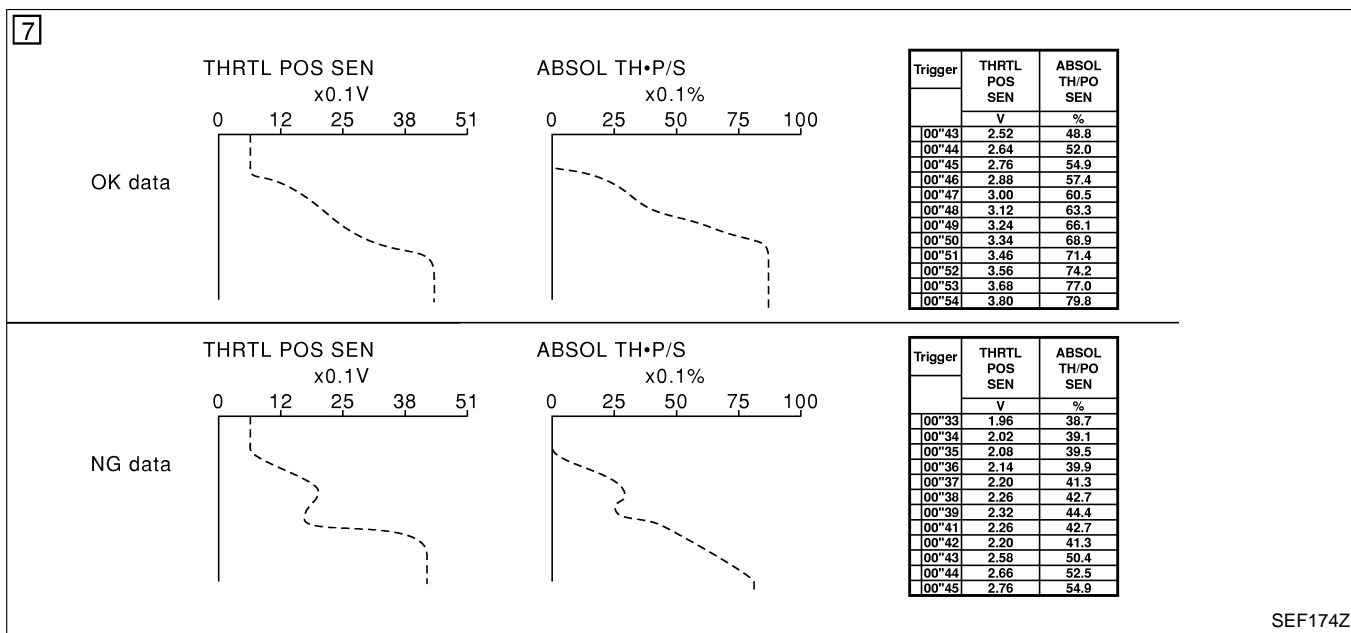 7
THRTL POS SEN
x0.1V
0 12 25 38 51
ABSOL TH•P/S
x0.1%
0 25 50 75 100
OK data
Trigger THRTL POS SEN ABSOL TH/PO SEN
V %
00"43 2.52 48.8
00"44 2.64 52.0
00"45 2.76 54.9
00"46 2.88 57.4
00"47 3.00 60.5
00"48 3.12 63.3
00"49 3.24 66.1
00"50 3.34 68.9
00"51 3.46 71.4
00"52 3.56 74.2
00"53 3.68 77.0
00"54 3.80 79.8
THRTL POS SEN
x0.1V
0 12 25 38 51
ABSOL TH•P/S
x0.1%
0 25 50 75 100
NG data
Trigger THRTL POS SEN ABSOL TH/PO SEN
V %
00"33 1.96 38.7
00"34 2.02 39.1
00"35 2.08 39.5
00"36 2.14 39.9
00"37 2.20 41.3
00"38 2.26 42.7
00"39 2.32 44.4
00"41 2.26 42.7
00"42 2.20 41.3
00"43 2.58 50.4
00"44 2.66 52.5
00"45 2.76 54.9
SEF174Z